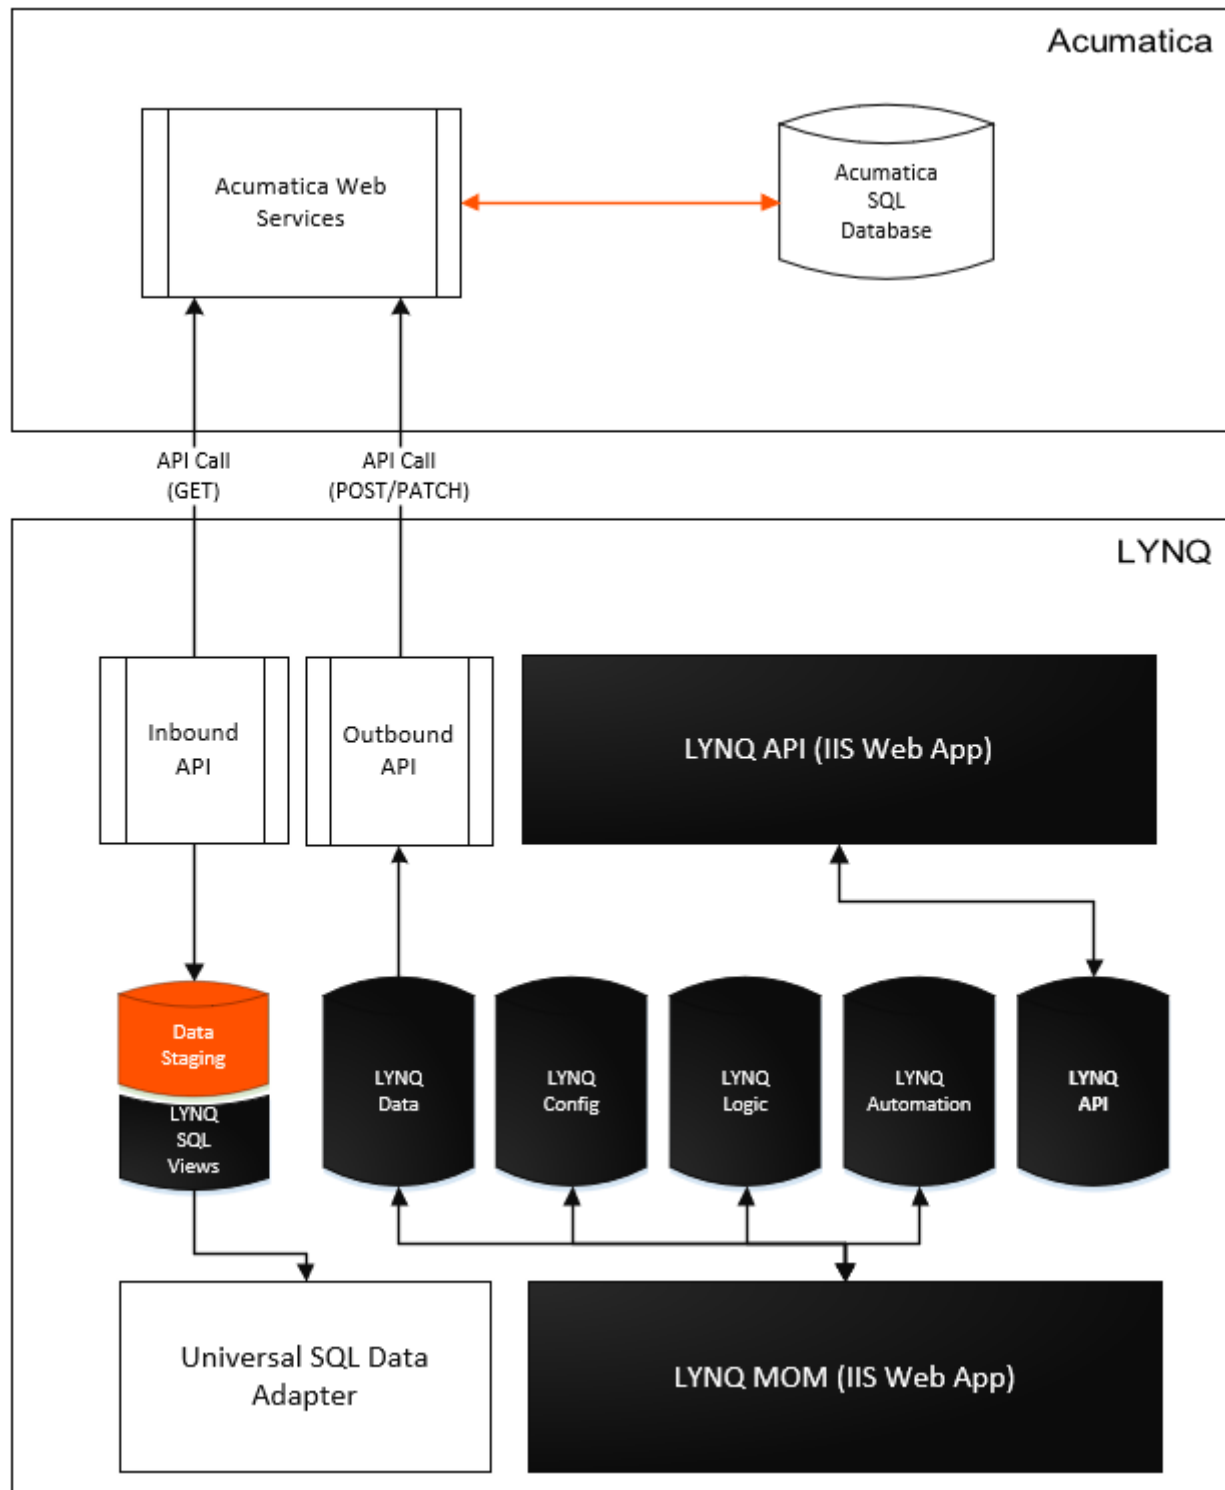 Acumatica
Acumatica Web
Services
Acumatica
SQL
Database
API Call
(GET)
API Call
(POST/PATCH)
LYNQ
Inbound
API
Outbound
API
LYNQ API (IIS Web App)
Data
Staging
LYNQ
SQL
Views
LYNQ
Data
LYNQ
Config
LYNQ
Logic
LYNQ
Automation
LYNQ
API
Universal SQL Data
Adapter
LYNQ MOM (IIS Web App)